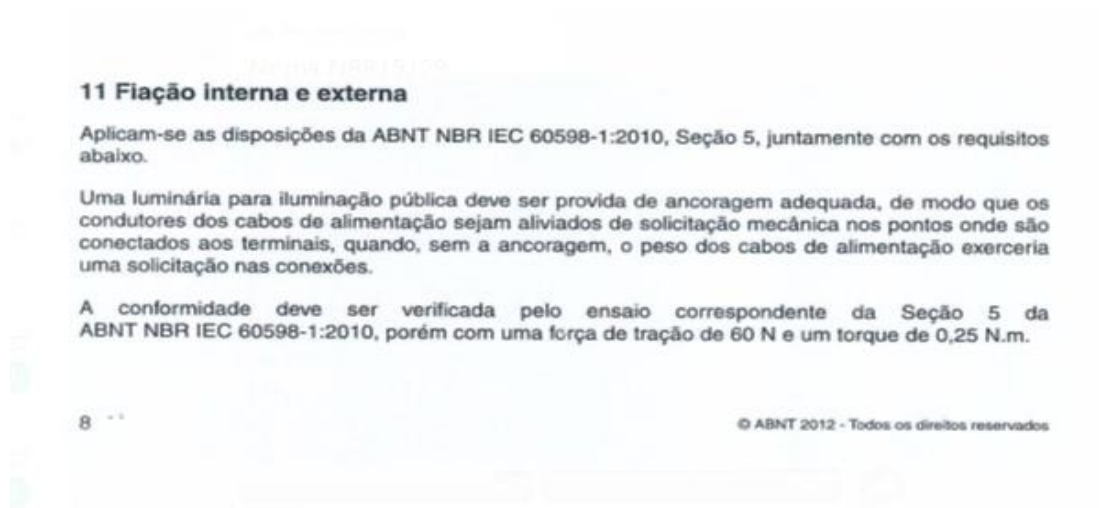 11 Fiação interna e externa
Aplicam-se as disposições da ABNT NBR IEC 60598-1:2010, Seção 5, juntamente com os requisitos
abaixo.
Uma luminária para iluminação pública deve ser provida de ancoragem adequada, de modo que os
condutores dos cabos de alimentação sejam aliviados de solicitação mecânica nos pontos onde são
conectados aos terminais, quando, sem a ancoragem, o peso dos cabos de alimentação exerceria
uma solicitação nas conexões.
A conformidade deve ser verificada pelo ensaio correspondente da Seção 5 da
ABNT NBR IEC 60598-1:2010, porém com uma força de tração de 60 N e um torque de 0,25 N.m.
8
© ABNT 2012 - Todos os direitos reservados